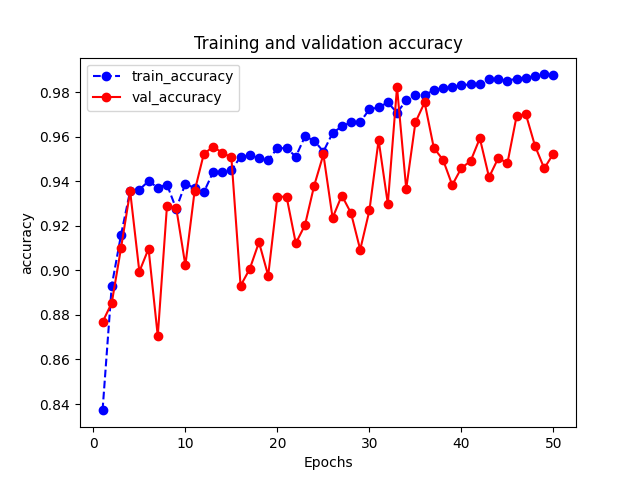 Training and validation accuracy
train_accuracy
val_accuracy
accuracy
0.98
0.96
0.94
0.92
0.90
0.88
0.86
0.84
0 10 20 30 40 50
Epochs